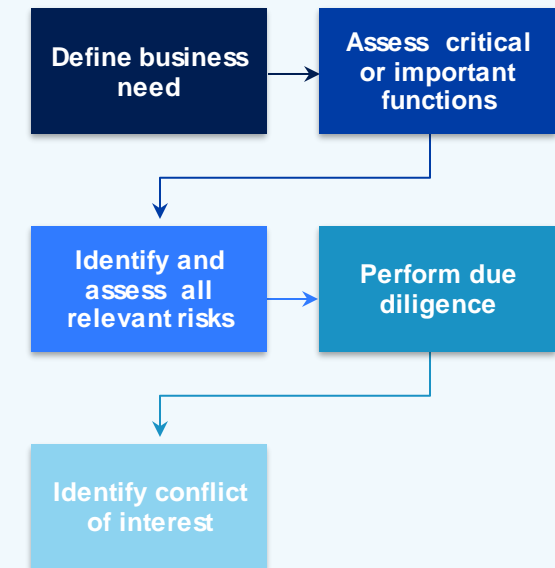 Define business
need
Assess critical
or important
functions
Identify and
assess all
relevant risks
Perform due
diligence
Identify conflict
of interest